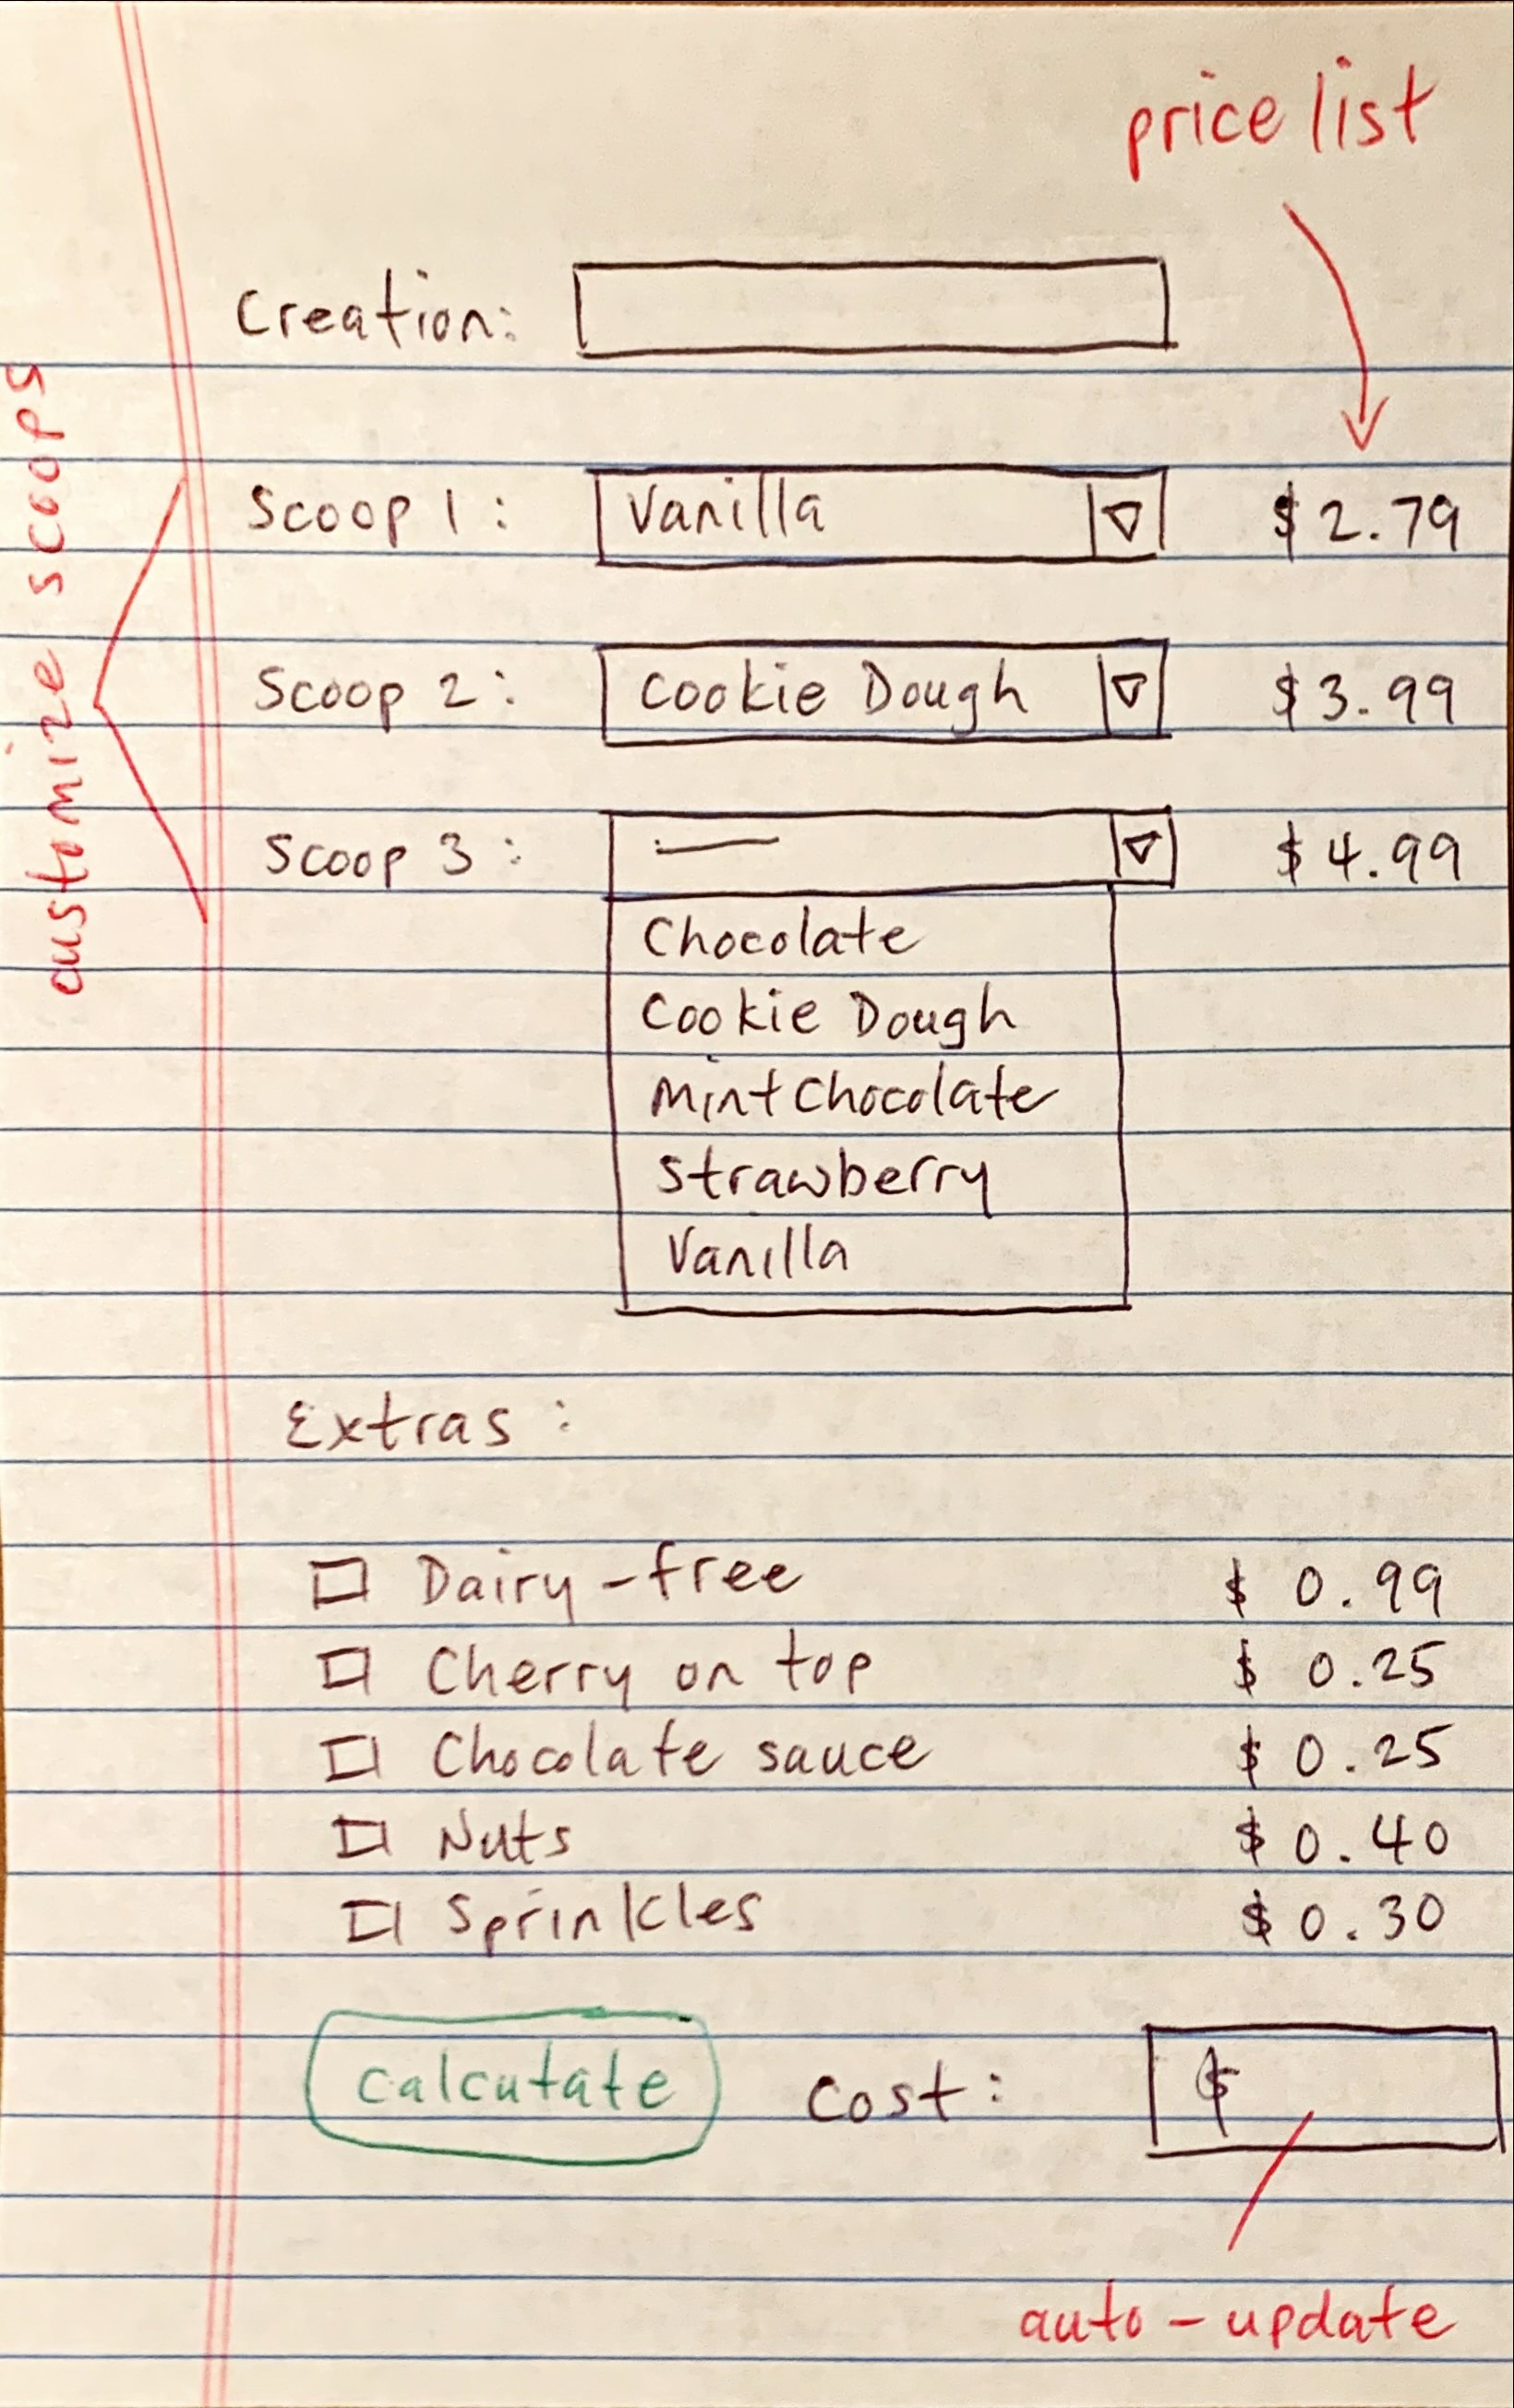 price list
Creation:
customize scoops
Scoop 1: Vanilla $2.79
Scoop 2: Cookie Dough $3.99
Scoop 3: — $4.99
Chocolate
Cookie Dough
Mint Chocolate
Strawberry
Vanilla
Extras:
Dairy-free $0.99
Cherry on top $0.25
Chocolate sauce $0.25
Nuts $0.40
Sprinkles $0.30
Calcutate Cost: $
auto-update